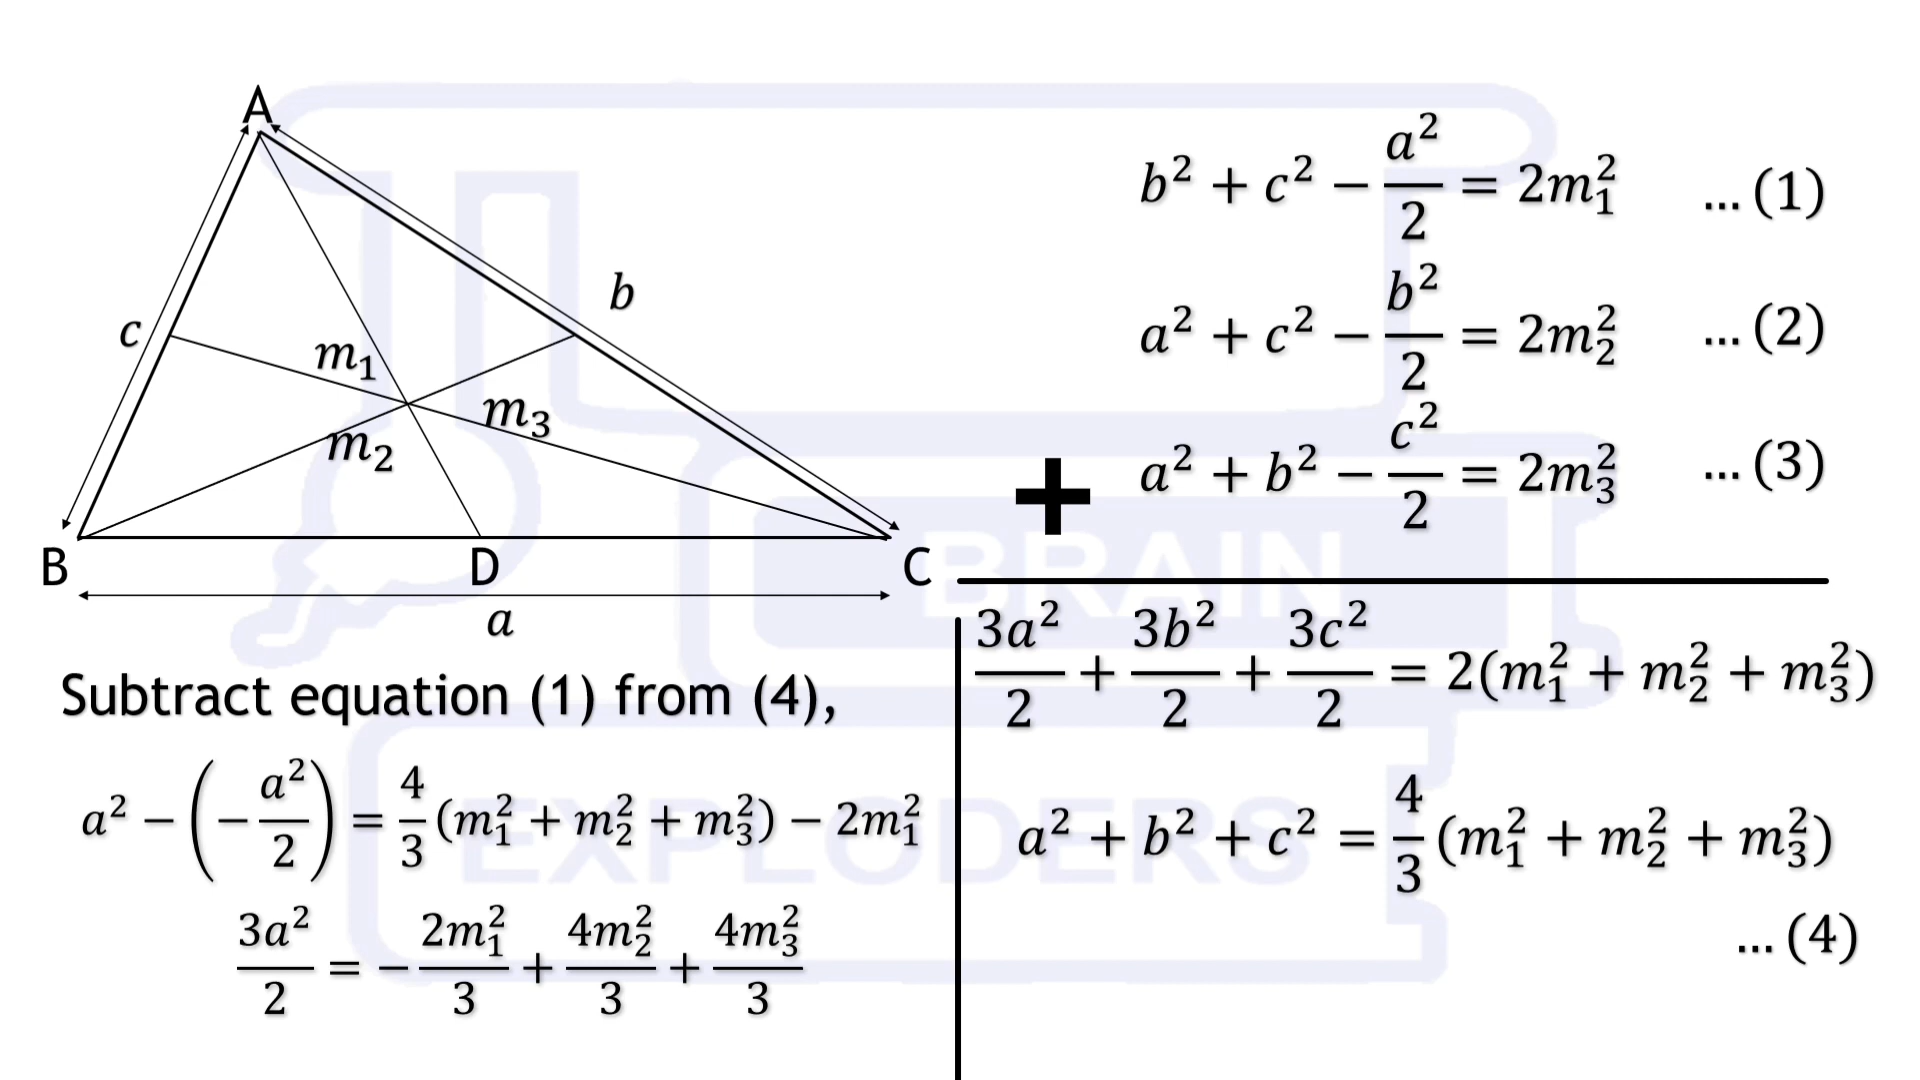 A
c
b
m₁
m₃
m₂
B
D
C
a
b² + c² − a²/2 = 2m₁² ... (1)
a² + c² − b²/2 = 2m₂² ... (2)
+ a² + b² − c²/2 = 2m₃² ... (3)
3a²/2 + 3b²/2 + 3c²/2 = 2(m₁² + m₂² + m₃²)
a² + b² + c² = 4/3 (m₁² + m₂² + m₃²)
... (4)
Subtract equation (1) from (4),
a² − (−a²/2) = 4/3 (m₁² + m₂² + m₃²) − 2m₁²
3a²/2 = − 2m₁²/3 + 4m₂²/3 + 4m₃²/3
BRAIN
EXPLODERS